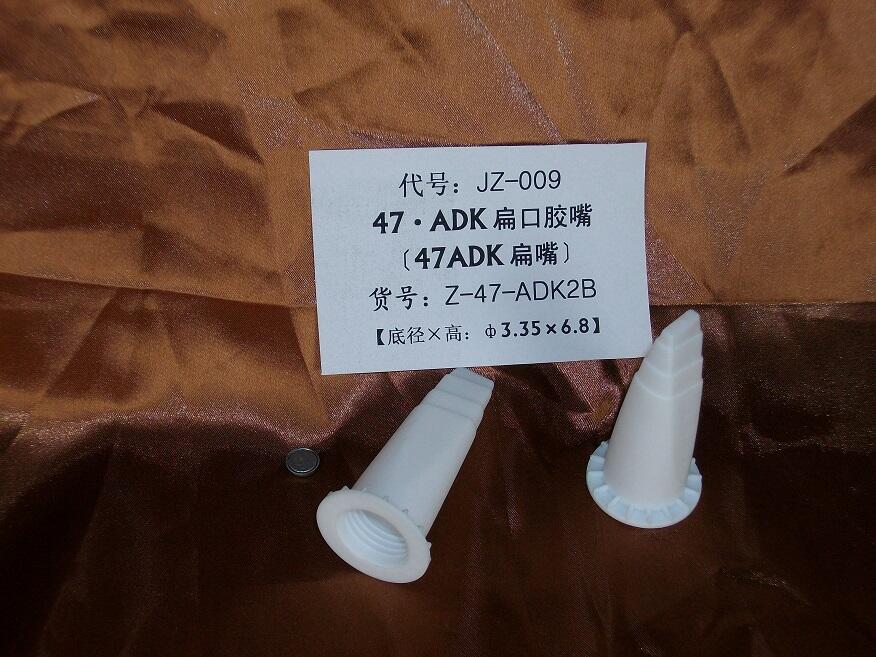 代号：JZ-009
47·ADK扁口胶嘴
〔47ADK扁嘴〕
货号：Z-47-ADK2B
【底径×高：φ3.35×6.8】